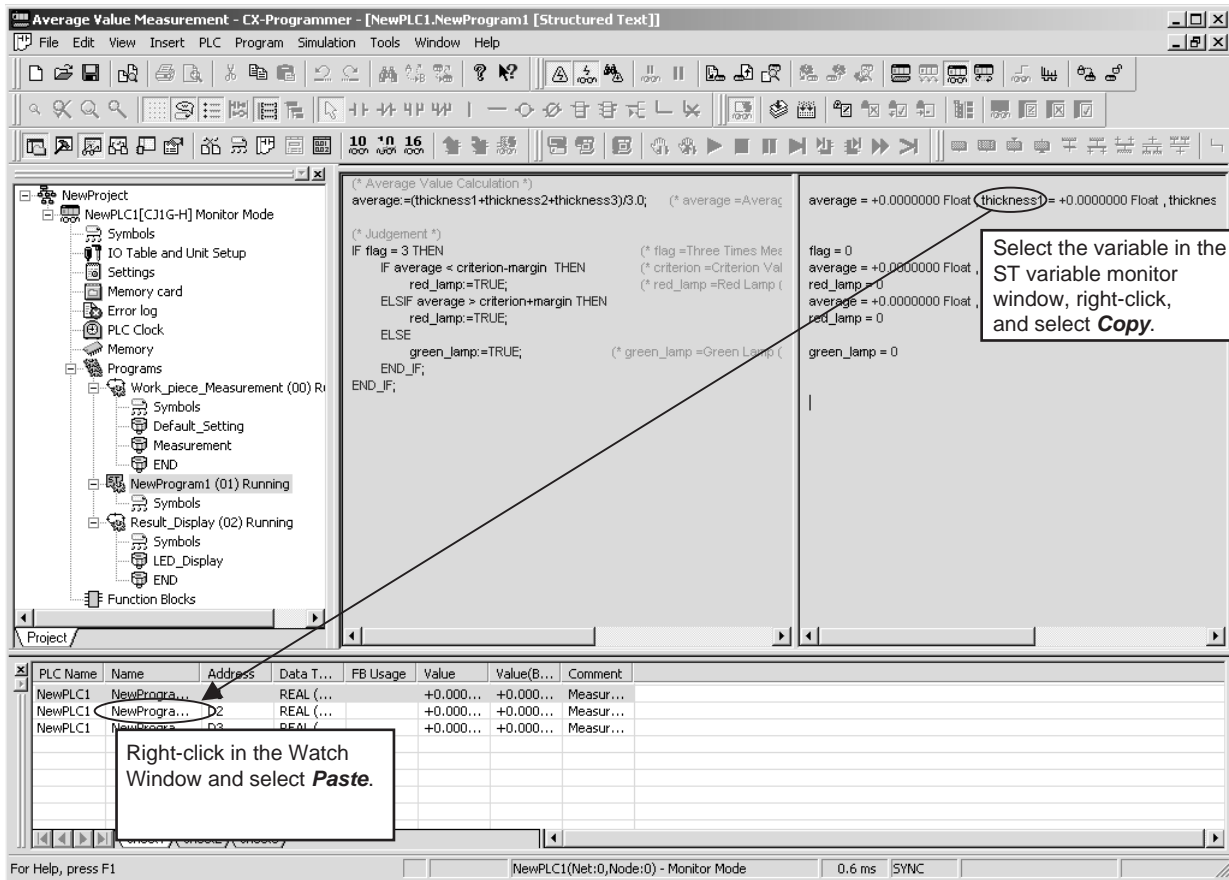 Average Value Measurement - CX-Programmer - [NewPLC1.NewProgram1 [Structured Text]]
File Edit View Insert PLC Program Simulation Tools Window Help
10 10 16
NewProject
NewPLC1[CJ1G-H] Monitor Mode
Symbols
IO Table and Unit Setup
Settings
Memory card
Error log
PLC Clock
Memory
Programs
Work_piece_Measurement (00) Ru
Symbols
Default_Setting
Measurement
END
NewProgram1 (01) Running
Symbols
Result_Display (02) Running
Symbols
LED_Display
END
Function Blocks
Project
(* Average Value Calculation *)
average:=(thickness1+thickness2+thickness3)/3.0; (* average =Averag
(* Judgement *)
IF flag = 3 THEN (* flag =Three Times Mee
IF average < criterion-margin THEN (* criterion =Criterion Val
red_lamp:=TRUE; (* red_lamp =Red Lamp (
ELSIF average > criterion+margin THEN
red_lamp:=TRUE;
ELSE
green_lamp:=TRUE; (* green_lamp =Green Lamp (
END_IF;
END_IF;
average = +0.0000000 Float , thickness1 = +0.0000000 Float , thicknes
flag = 0
average = +0.0000000 Float ,
red_lamp = 0
average = +0.0000000 Float ,
red_lamp = 0
green_lamp = 0
Select the variable in the
ST variable monitor
window, right-click,
and select Copy.
PLC Name Name Address Data T... FB Usage Value Value(B... Comment
NewPLC1 NewProgra... REAL (... +0.000... +0.000... Measur...
NewPLC1 NewProgra... D2 REAL (... +0.000... +0.000... Measur...
NewPLC1 NewProgra... D3 REAL (... +0.000... +0.000... Measur...
Right-click in the Watch
Window and select Paste.
For Help, press F1 NewPLC1(Net:0,Node:0) - Monitor Mode 0.6 ms SYNC